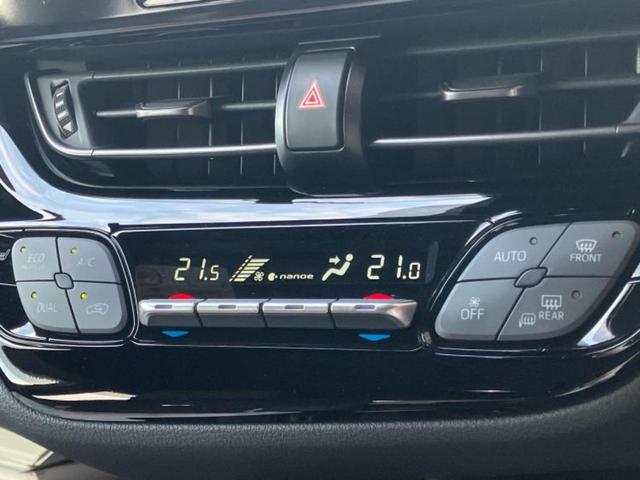 ECO
A/C
DUAL
21.5
nanoe
21.0
AUTO
FRONT
OFF
REAR